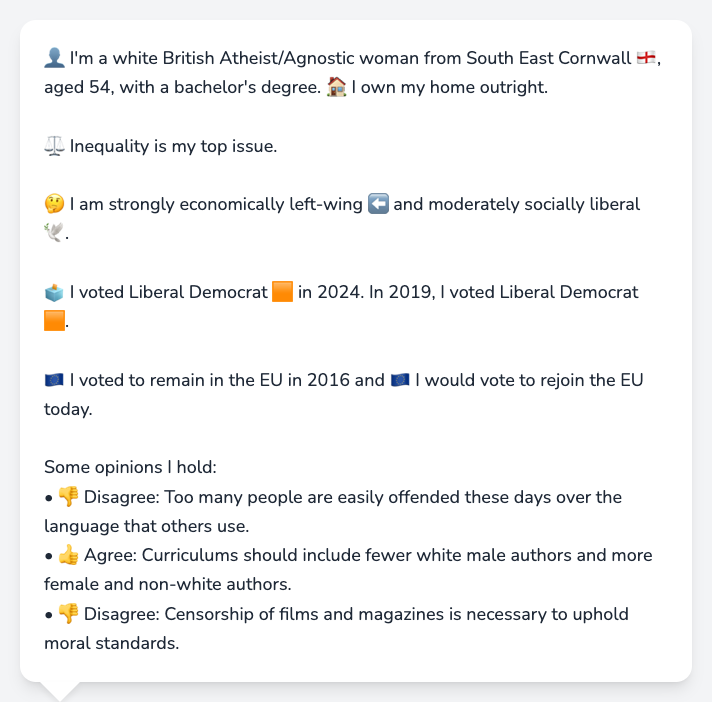 👤 I'm a white British Atheist/Agnostic woman from South East Cornwall 🏴󠁧󠁢󠁥󠁮󠁧󠁿,
aged 54, with a bachelor's degree. 🏠 I own my home outright.
⚖️ Inequality is my top issue.
🤔 I am strongly economically left-wing ⬅️ and moderately socially liberal
🕊️.
🗳️ I voted Liberal Democrat 🟧 in 2024. In 2019, I voted Liberal Democrat
🟧.
🇪🇺 I voted to remain in the EU in 2016 and 🇪🇺 I would vote to rejoin the EU
today.
Some opinions I hold:
• 👎 Disagree: Too many people are easily offended these days over the
language that others use.
• 👍 Agree: Curriculums should include fewer white male authors and more
female and non-white authors.
• 👎 Disagree: Censorship of films and magazines is necessary to uphold
moral standards.